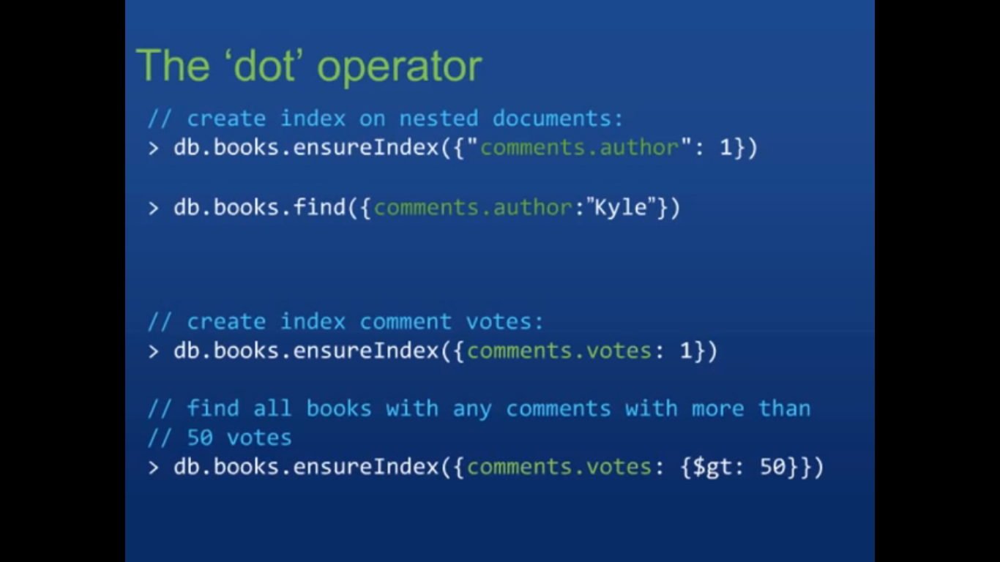 The ‘dot’ operator
// create index on nested documents:
> db.books.ensureIndex({"comments.author": 1})
> db.books.find({comments.author:”Kyle”})
// create index comment votes:
> db.books.ensureIndex({comments.votes: 1})
// find all books with any comments with more than
// 50 votes
> db.books.ensureIndex({comments.votes: {$gt: 50}})